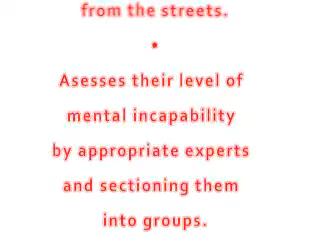 from the streets.
*
Asesses their level of
mental incapability
by appropriate experts
and sectioning them
into groups.